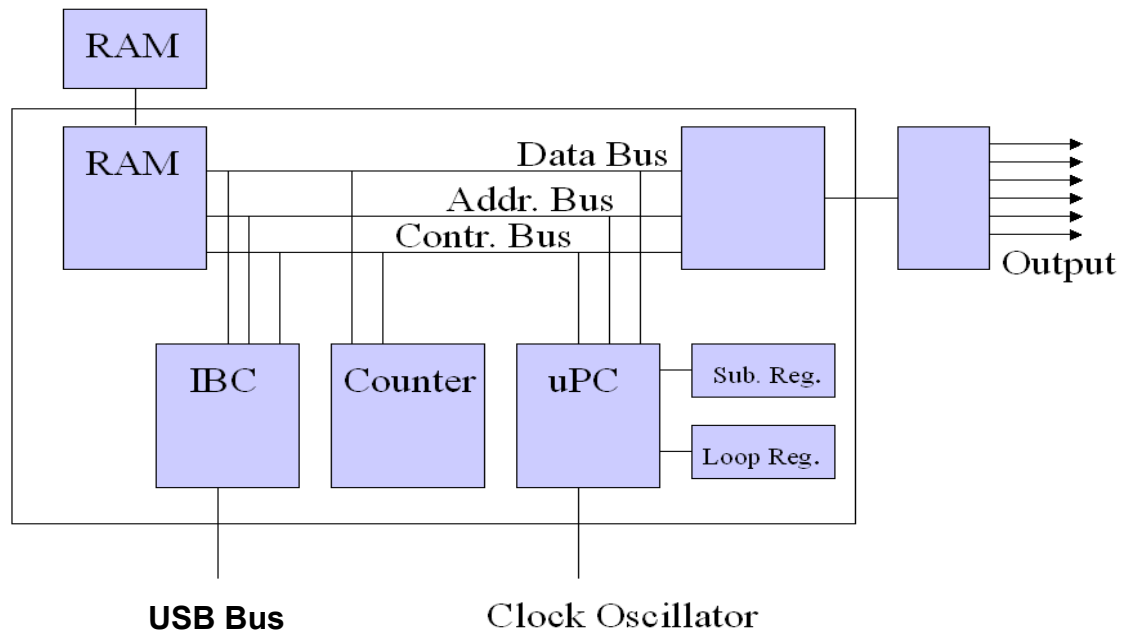 RAM
RAM
Data Bus
Addr. Bus
Contr. Bus
Output
IBC
Counter
uPC
Sub. Reg.
Loop Reg.
USB Bus
Clock Oscillator